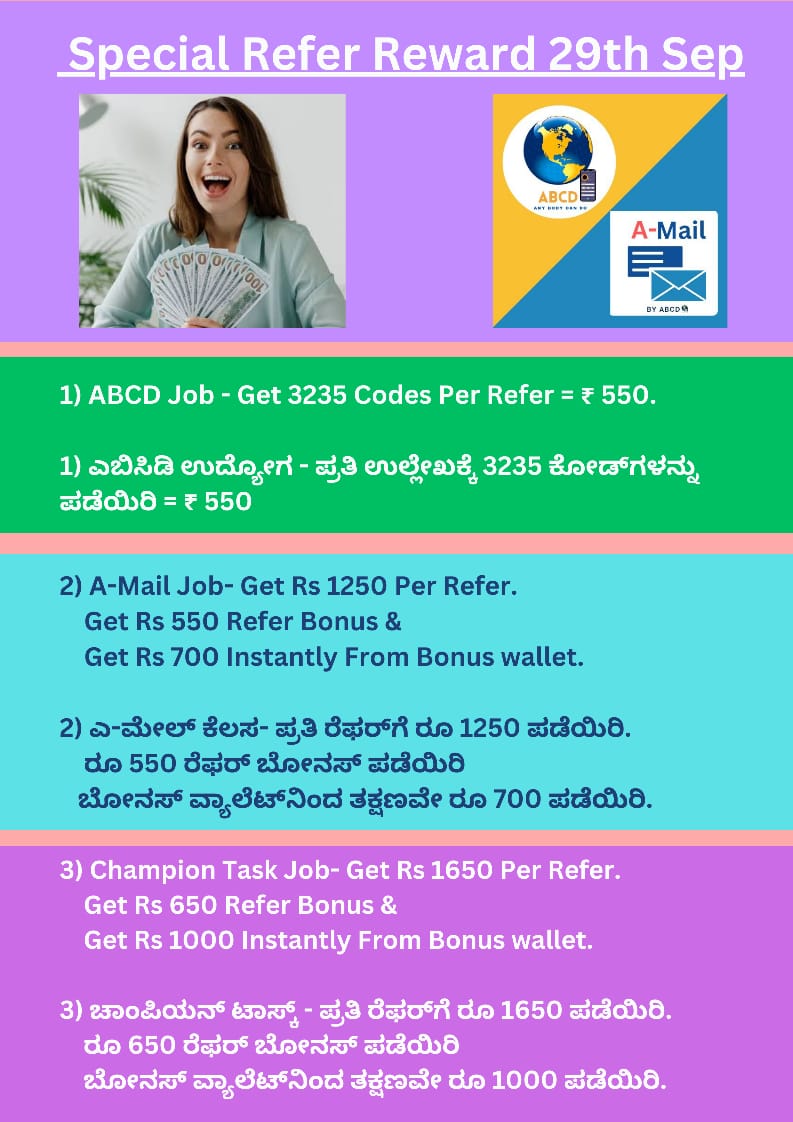 Special Refer Reward 29th Sep
ABCD
ANY BODY CAN DO
A-Mail
BY ABCD
1) ABCD Job - Get 3235 Codes Per Refer = ₹ 550.
1) ಎಬಿಸಿಡಿ ಉದ್ಯೋಗ - ಪ್ರತಿ ಉಲ್ಲೇಖಕ್ಕೆ 3235 ಕೋಡ್‌ಗಳನ್ನು
ಪಡೆಯಿರಿ = ₹ 550
2) A-Mail Job- Get Rs 1250 Per Refer.
Get Rs 550 Refer Bonus &
Get Rs 700 Instantly From Bonus wallet.
2) ಎ-ಮೇಲ್ ಕೆಲಸ- ಪ್ರತಿ ರೆಫರ್‌ಗೆ ರೂ 1250 ಪಡೆಯಿರಿ.
ರೂ 550 ರೆಫರ್ ಬೋನಸ್ ಪಡೆಯಿರಿ
ಬೋನಸ್ ವ್ಯಾಲೆಟ್‌ನಿಂದ ತಕ್ಷಣವೇ ರೂ 700 ಪಡೆಯಿರಿ.
3) Champion Task Job- Get Rs 1650 Per Refer.
Get Rs 650 Refer Bonus &
Get Rs 1000 Instantly From Bonus wallet.
3) ಚಾಂಪಿಯನ್ ಟಾಸ್ಕ್ - ಪ್ರತಿ ರೆಫರ್‌ಗೆ ರೂ 1650 ಪಡೆಯಿರಿ.
ರೂ 650 ರೆಫರ್ ಬೋನಸ್ ಪಡೆಯಿರಿ
ಬೋನಸ್ ವ್ಯಾಲೆಟ್‌ನಿಂದ ತಕ್ಷಣವೇ ರೂ 1000 ಪಡೆಯಿರಿ.